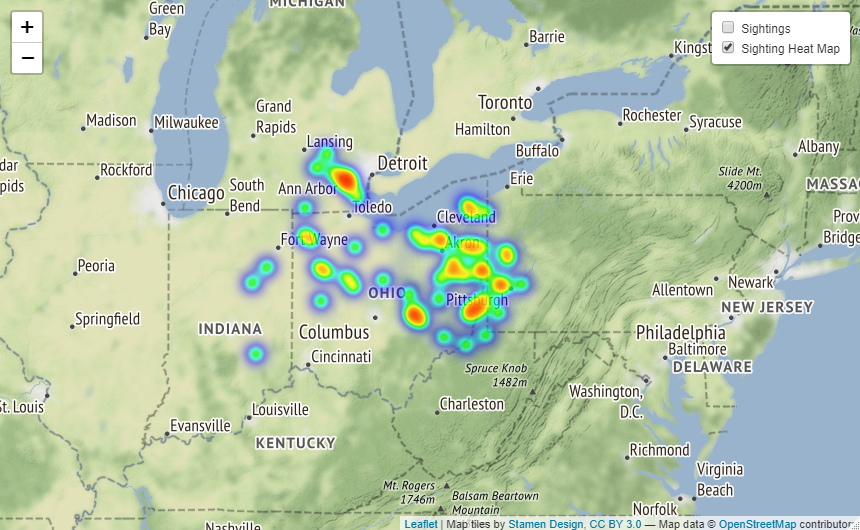 +
−
Sightings
Sighting Heat Map
MICHIGAN
Green
Bay
Barrie
Kingst
Toronto
Hamilton
Rochester
Syracuse
Buffalo
Albany
Madison
Milwaukee
Grand
Rapids
Lansing
Detroit
Ann Arbor
Erie
Slide Mt.
4200m
MASSAC
dar
pids
Rockford
Chicago
South
Bend
Toledo
Cleveland
Prov
Bridge
Fort Wayne
Akron
Peoria
Newark
Allentown
OHIO
Pittsburgh
NEW JERSEY
Springfield
INDIANA
Columbus
Philadelphia
Baltimore
DELAWARE
Cincinnati
Spruce Knob
1482m
Washington,
D.C.
St. Louis
Louisville
Charleston
Evansville
KENTUCKY
Richmond
Virginia
Beach
Mt. Rogers
1746m
Balsam Beartown
Mountain
Norfolk
Nashville
Leaflet | Map tiles by Stamen Design, CC BY 3.0 — Map data © OpenStreetMap contributors